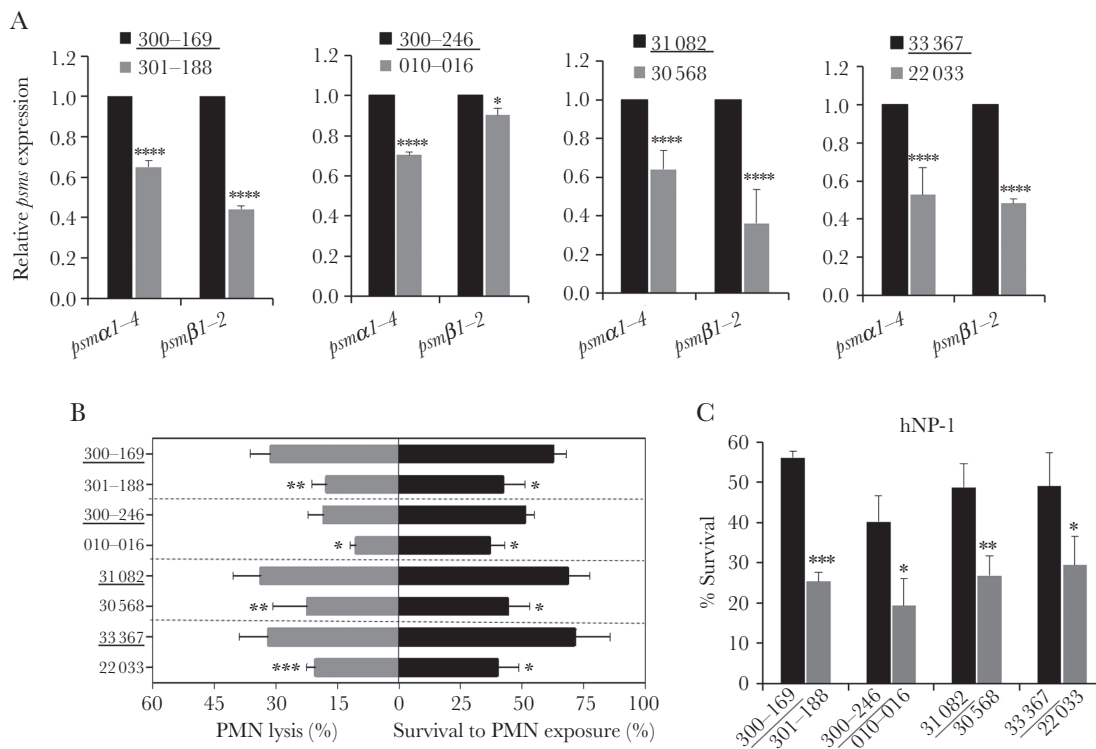 A
300–169
301–188
300–246
010–016
31 082
30 568
33 367
22 033
Relative psms expression
1.2
1.0
0.8
0.6
0.4
0.2
0.0
**** ****
psmα1–4 psmβ1–2
1.2
1.0
0.8
0.6
0.4
0.2
0.0
**** *
psmα1–4 psmβ1–2
1.2
1.0
0.8
0.6
0.4
0.2
0.0
**** ****
psmα1–4 psmβ1–2
1.2
1.0
0.8
0.6
0.4
0.2
0.0
**** ****
psmα1–4 psmβ1–2
B
300–169
301–188 ** *
300–246
010–016 * *
31 082
30 568 ** *
33 367
22 033 *** *
60 45 30 15 0 25 50 75 100
PMN lysis (%) Survival to PMN exposure (%)
C
hNP-1
% Survival
60
50
40
30
20
10
0
*** * ** *
300–169 300–246 31 082 33 367
301–188 010–016 30 568 22 033